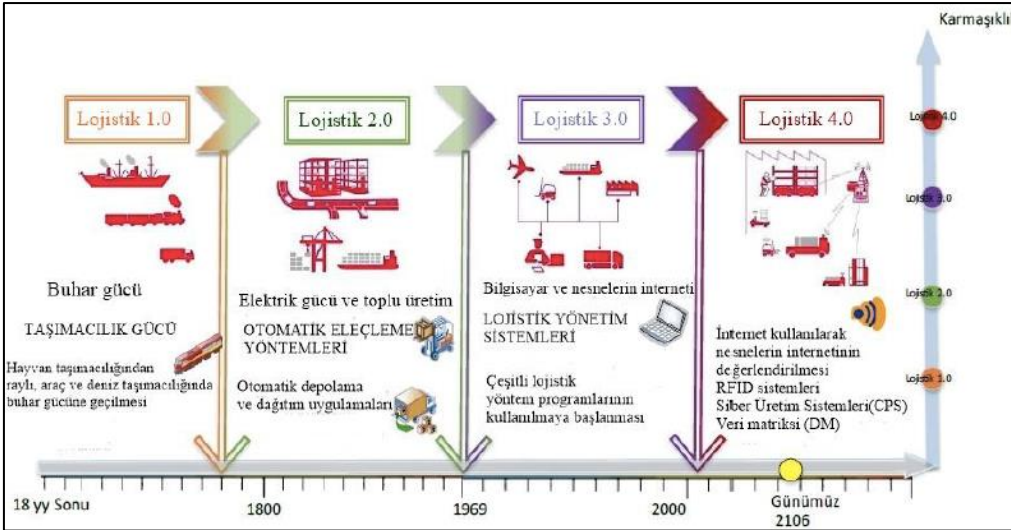 Karmaşıklı
Lojistik 1.0
Lojistik 2.0
Lojistik 3.0
Lojistik 4.0
Lojistik 4.0
Lojistik 3.0
Lojistik 2.0
Lojistik 1.0
Buhar gücü
TAŞIMACILIK GÜCÜ
Hayvan taşımacılığından
raylı, araç ve deniz taşımacılığında
buhar gücüne geçilmesi
Elektrik gücü ve toplu üretim
OTOMATİK ELEÇLEME
YÖNTEMLERİ
Otomatik depolama
ve dağıtım uygulamaları
Bilgisayar ve nesnelerin interneti
LOJİSTİK YÖNETİM
SİSTEMLERİ
Çeşitli lojistik
yöntem programlarının
kullanılmaya başlanması
İnternet kullanılarak
nesnelerin internetinin
değerlendirilmesi
RFID sistemleri
Siber Üretim Sistemleri(CPS)
Veri matriksi (DM)
18 yy Sonu
1800
1969
2000
Günümüz
2106